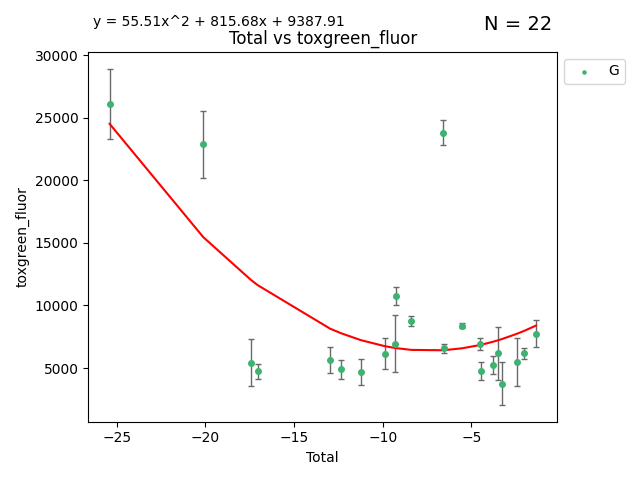 y = 55.51x^2 + 815.68x + 9387.91
N = 22
Total vs toxgreen_fluor
G
30000
25000
20000
15000
10000
5000
toxgreen_fluor
−25
−20
−15
−10
−5
Total